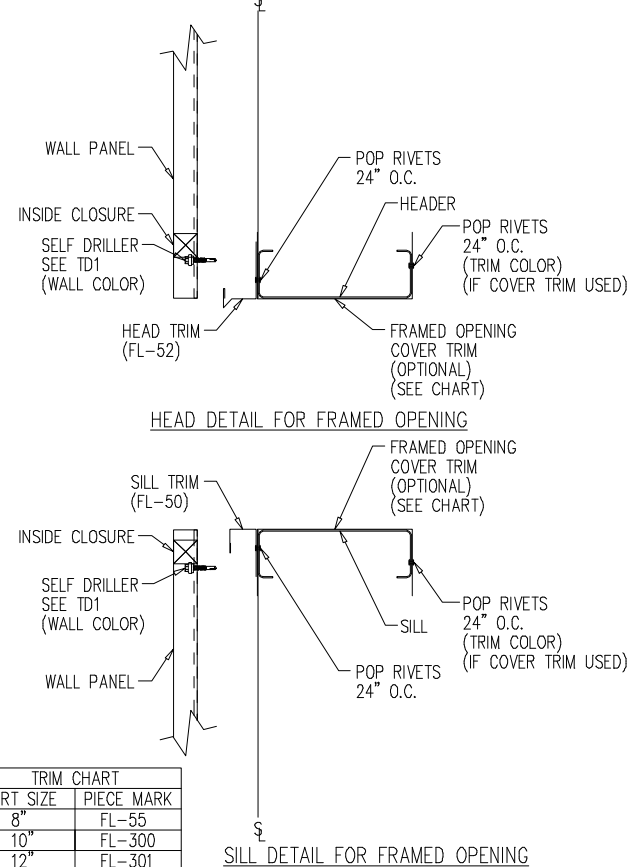 WALL PANEL
INSIDE CLOSURE
SELF DRILLER
SEE TD1
(WALL COLOR)
HEAD TRIM
(FL-52)
POP RIVETS
24" O.C.
HEADER
POP RIVETS
24" O.C.
(TRIM COLOR)
(IF COVER TRIM USED)
FRAMED OPENING
COVER TRIM
(OPTIONAL)
(SEE CHART)
HEAD DETAIL FOR FRAMED OPENING
FRAMED OPENING
COVER TRIM
(OPTIONAL)
(SEE CHART)
SILL TRIM
(FL-50)
INSIDE CLOSURE
SELF DRILLER
SEE TD1
(WALL COLOR)
WALL PANEL
POP RIVETS
24" O.C.
(TRIM COLOR)
(IF COVER TRIM USED)
SILL
POP RIVETS
24" O.C.
TRIM CHART
RT SIZE PIECE MARK
8" FL-55
10" FL-300
12" FL-301
SILL DETAIL FOR FRAMED OPENING